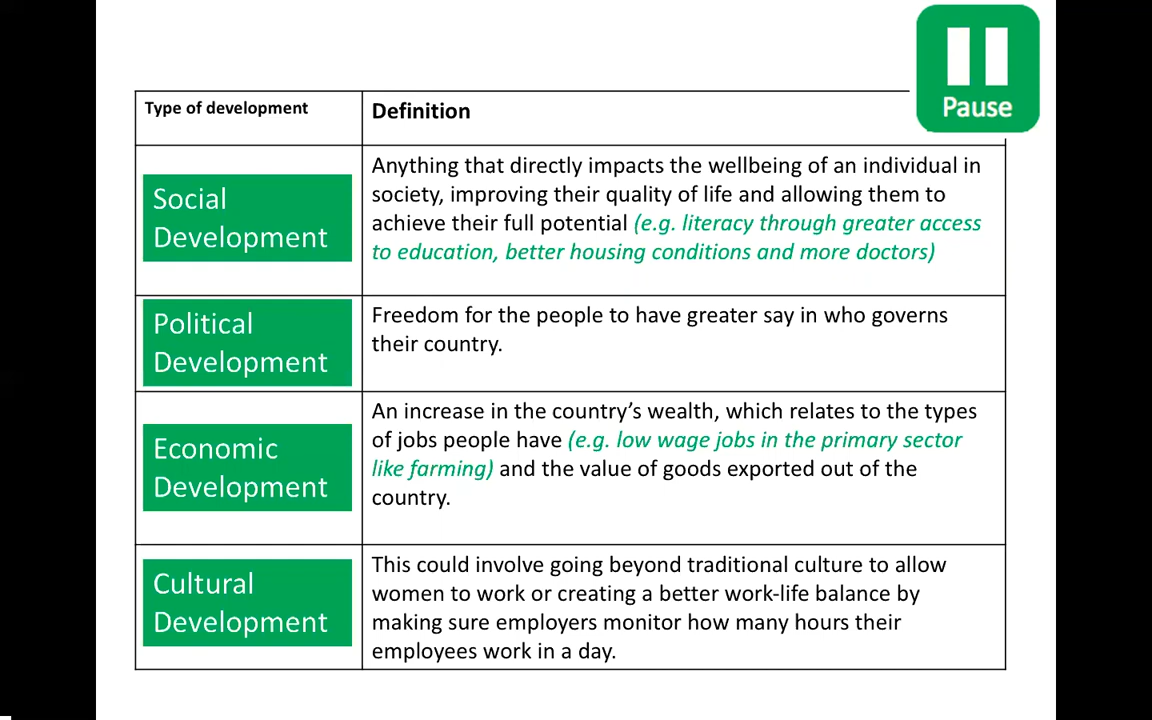 Pause
Type of development
Definition
Social
Development
Anything that directly impacts the wellbeing of an individual in
society, improving their quality of life and allowing them to
achieve their full potential (e.g. literacy through greater access
to education, better housing conditions and more doctors)
Political
Development
Freedom for the people to have greater say in who governs
their country.
Economic
Development
An increase in the country’s wealth, which relates to the types
of jobs people have (e.g. low wage jobs in the primary sector
like farming) and the value of goods exported out of the
country.
Cultural
Development
This could involve going beyond traditional culture to allow
women to work or creating a better work-life balance by
making sure employers monitor how many hours their
employees work in a day.